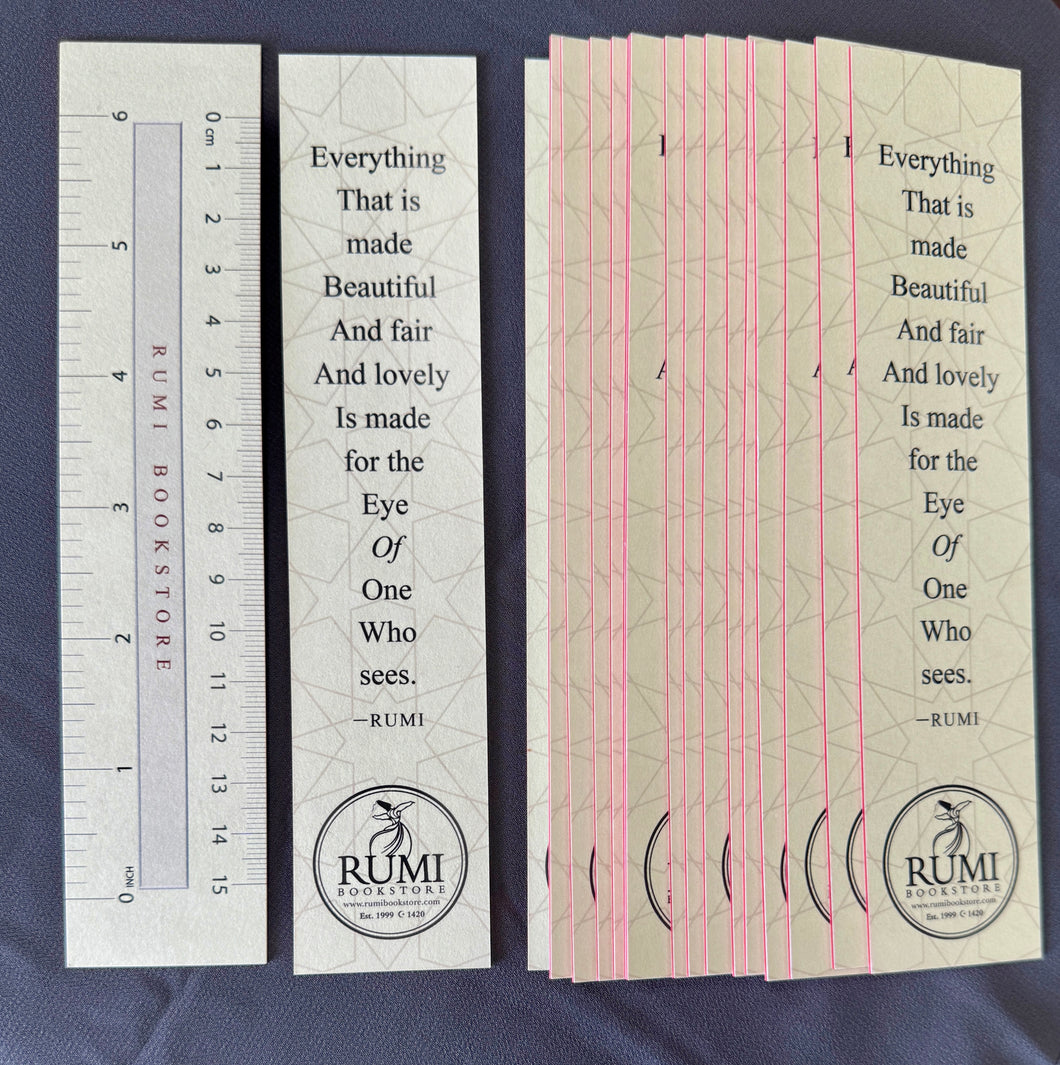 6
5
4
3
2
1
0 INCH
RUMI BOOKSTORE
0 cm
1
2
3
4
5
6
7
8
9
10
11
12
13
14
15
Everything
That is
made
Beautiful
And fair
And lovely
Is made
for the
Eye
Of
One
Who
sees.
—RUMI
RUMI
BOOKSTORE
www.rumibookstore.com
Est. 1999 ☪ 1420
Everything
That is
made
Beautiful
And fair
And lovely
Is made
for the
Eye
Of
One
Who
sees.
—RUMI
RUMI
BOOKSTORE
www.rumibookstore.com
Est. 1999 ☪ 1420